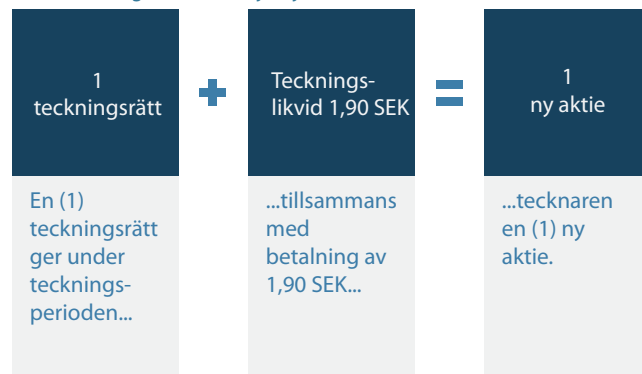 1
teckningsrätt
Tecknings-
likvid 1,90 SEK
1
ny aktie
En (1)
teckningsrätt
ger under
tecknings-
perioden...
...tillsammans
med
betalning av
1,90 SEK...
...tecknaren
en (1) ny
aktie.